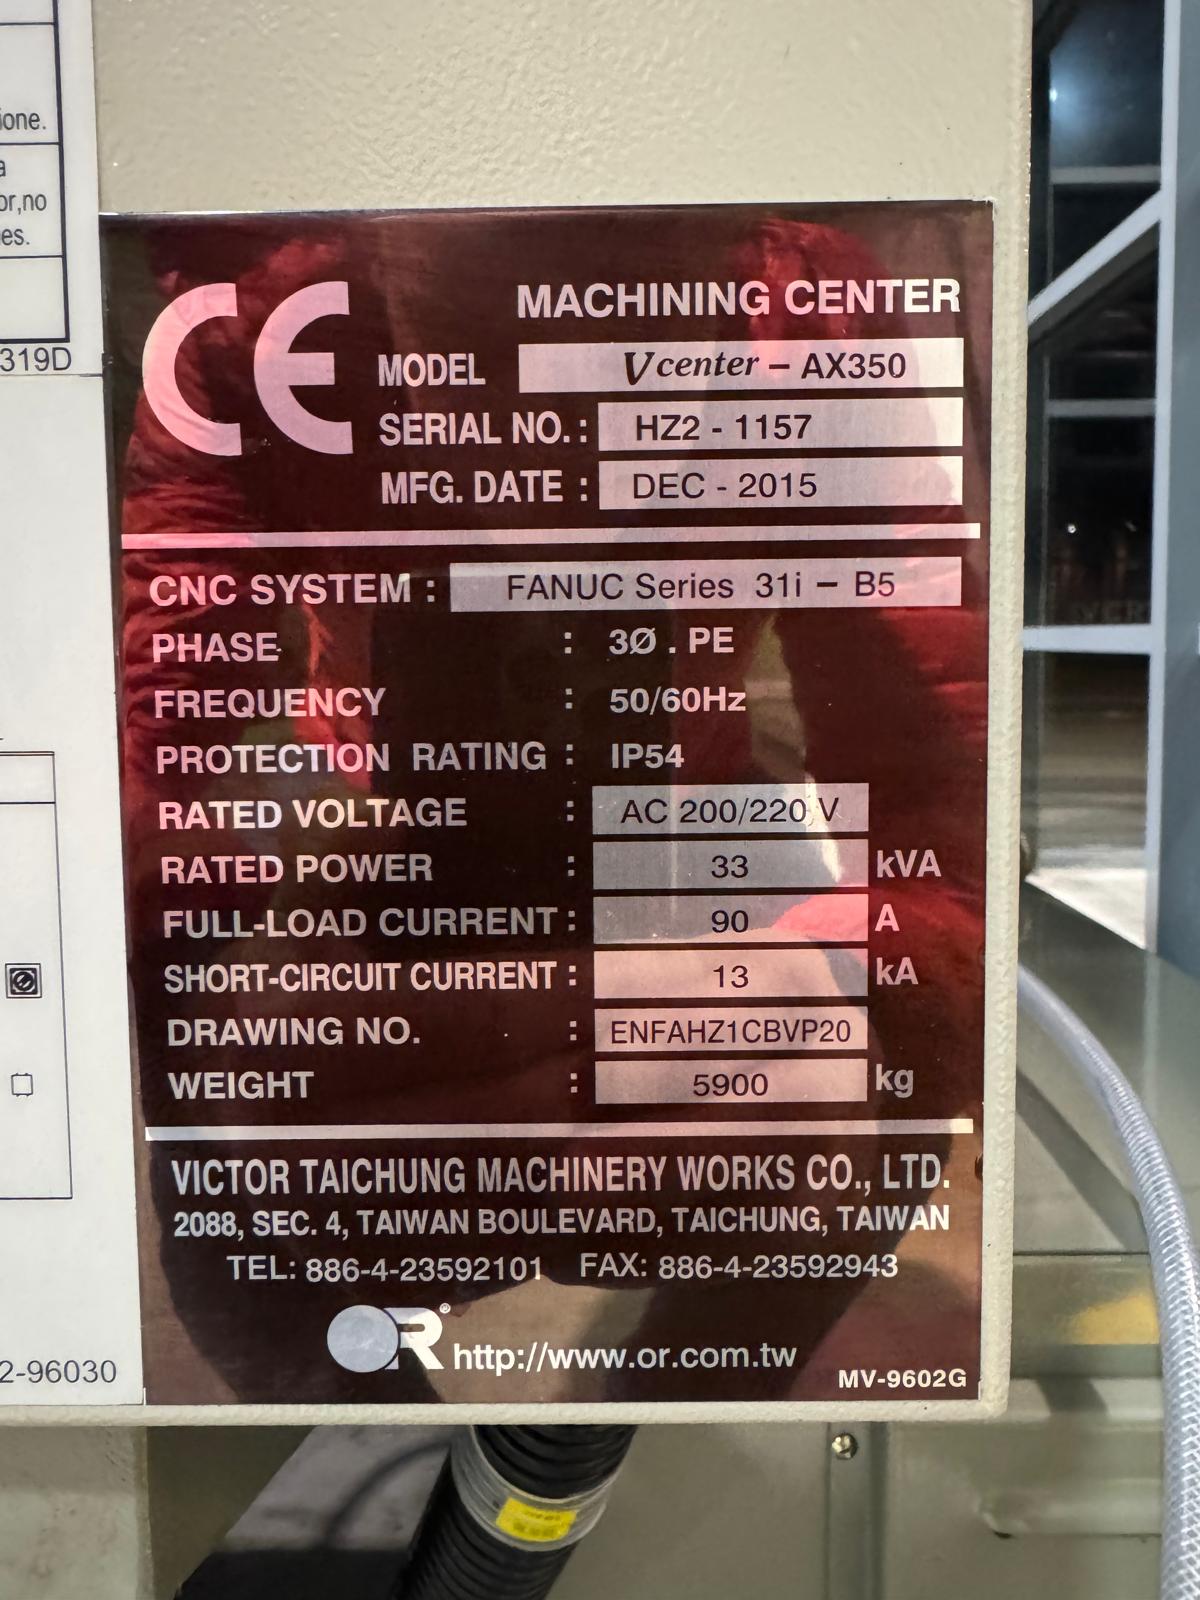 ione.
a
or,no
es.
319D
CE
MACHINING CENTER
MODEL Vcenter – AX350
SERIAL NO. : HZ2 - 1157
MFG. DATE : DEC - 2015
CNC SYSTEM : FANUC Series 31i – B5
PHASE : 3Ø . PE
FREQUENCY : 50/60Hz
PROTECTION RATING : IP54
RATED VOLTAGE : AC 200/220 V
RATED POWER : 33 kVA
FULL-LOAD CURRENT : 90 A
SHORT-CIRCUIT CURRENT : 13 kA
DRAWING NO. : ENFAHZ1CBVP20
WEIGHT : 5900 kg
VICTOR TAICHUNG MACHINERY WORKS CO., LTD.
2088, SEC. 4, TAIWAN BOULEVARD, TAICHUNG, TAIWAN
TEL: 886-4-23592101 FAX: 886-4-23592943
OR® http://www.or.com.tw
MV-9602G
2-96030